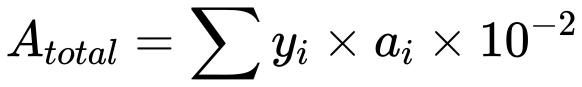 A_{total} = \sum y_i \times a_i \times 10^{-2}